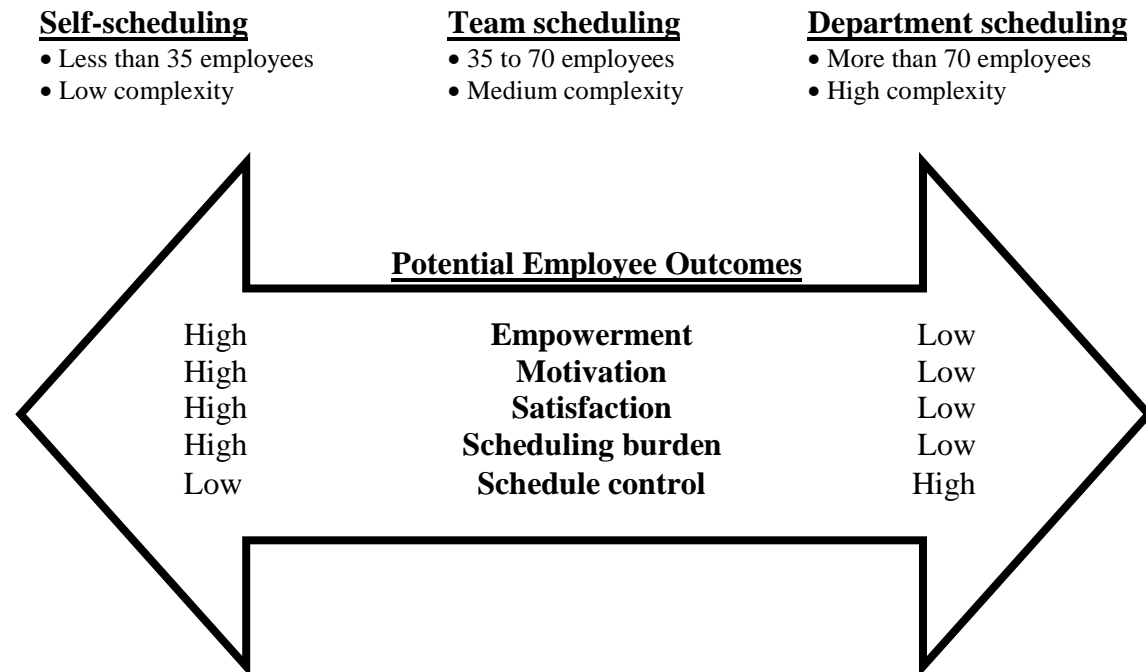 Self-scheduling
• Less than 35 employees
• Low complexity
Team scheduling
• 35 to 70 employees
• Medium complexity
Department scheduling
• More than 70 employees
• High complexity
Potential Employee Outcomes
High Empowerment Low
High Motivation Low
High Satisfaction Low
High Scheduling burden Low
Low Schedule control High